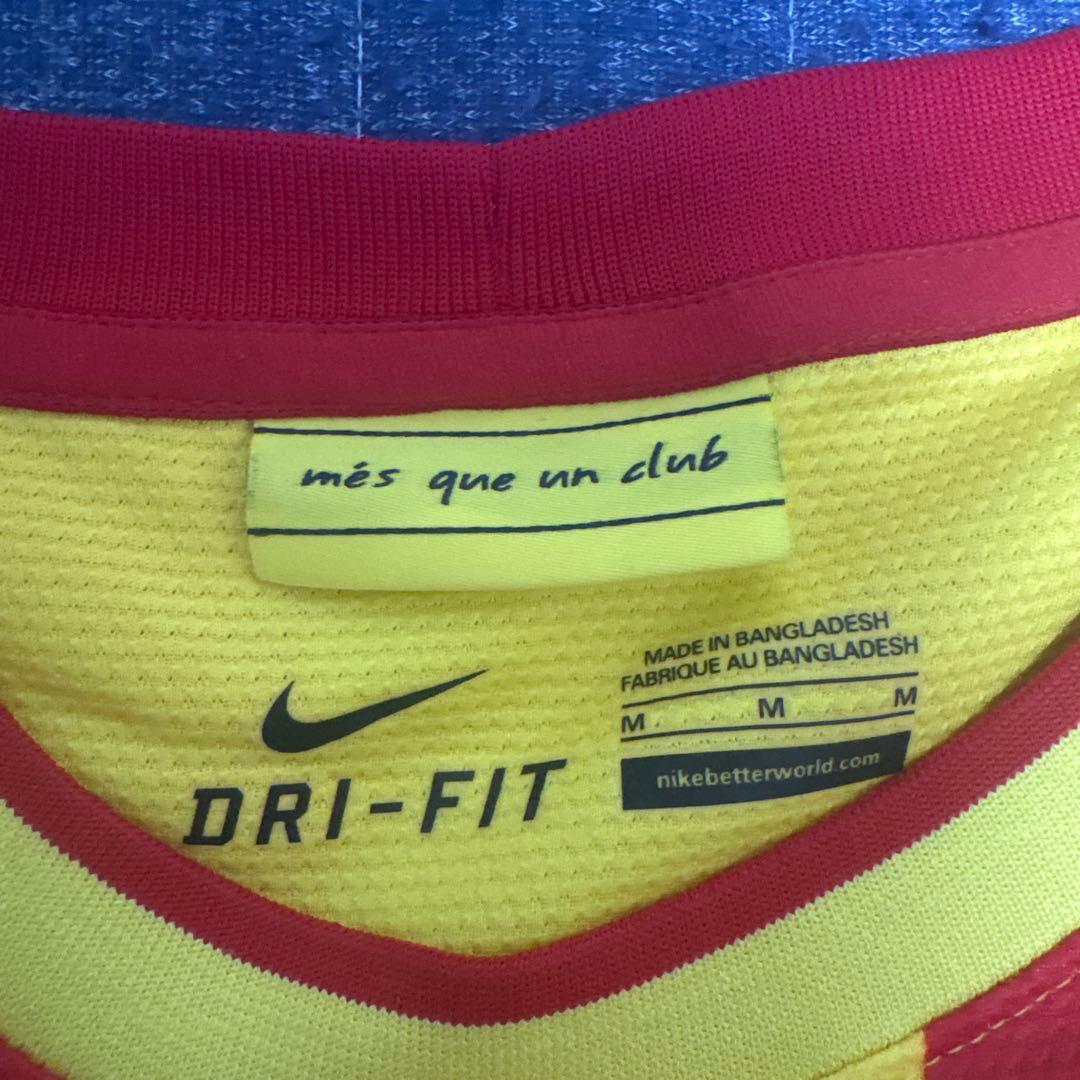 més que un club
MADE IN BANGLADESH
FABRIQUE AU BANGLADESH
M M M
nikebetterworld.com
DRI-FIT